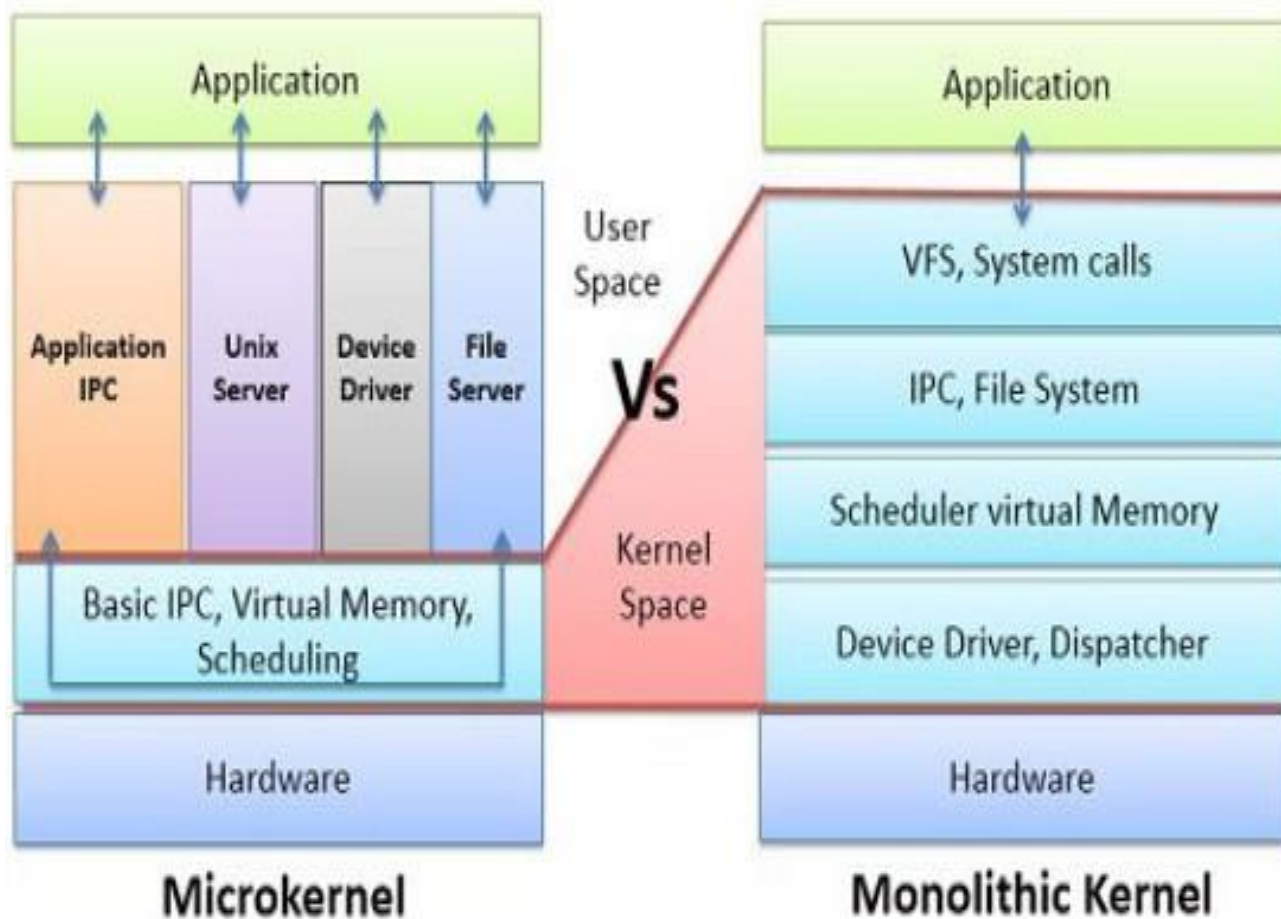 Application
Application
IPC
Unix
Server
Device
Driver
File
Server
Basic IPC, Virtual Memory,
Scheduling
Hardware
Microkernel
User
Space
Vs
Kernel
Space
Application
VFS, System calls
IPC, File System
Scheduler virtual Memory
Device Driver, Dispatcher
Hardware
Monolithic Kernel